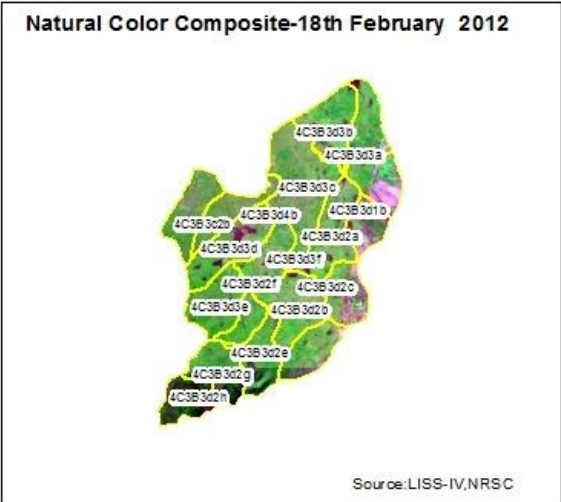 Natural Color Composite-18th February 2012
4C3B3d3b
4C3B3d3a
4C3B3d3c
4C3B3d1b
4C3B3d4b
4C3B3c2b
4C3B3d2a
4C3B3d3d
4C3B3d3f
4C3B3d2f
4C3B3d2c
4C3B3d3e
4C3B3d2b
4C3B3d2e
4C3B3d2g
4C3B3d2h
Source:LISS-IV,NRSC